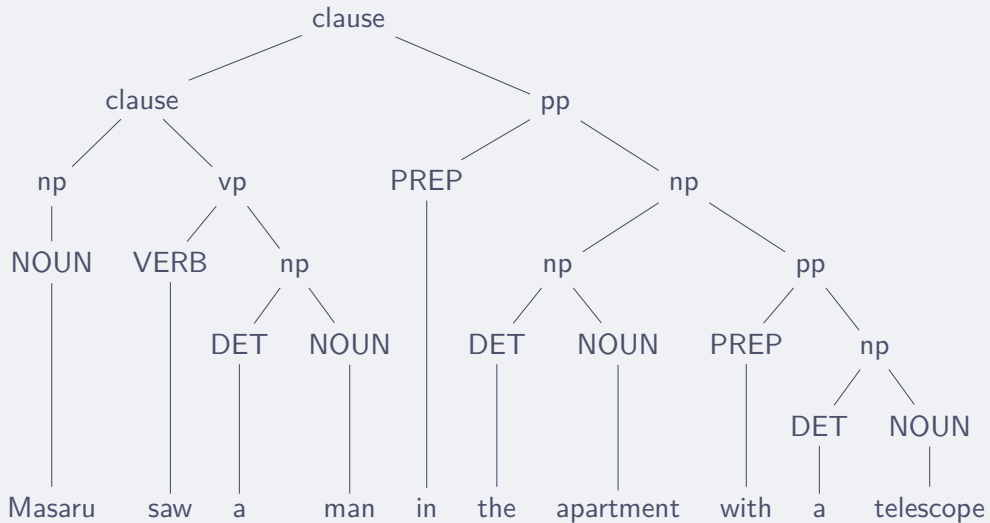 clause
clause pp
np vp PREP np
NOUN VERB np np pp
DET NOUN DET NOUN PREP np
DET NOUN
Masaru saw a man in the apartment with a telescope